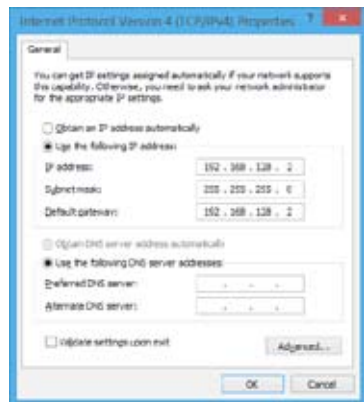 Internet Protocol Version 4 (TCP/IPv4) Properties
General
You can get IP settings assigned automatically if your network supports
this capability. Otherwise, you need to ask your network administrator
for the appropriate IP settings.
Obtain an IP address automatically
Use the following IP address:
IP address: 192 . 168 . 128 . 2
Subnet mask: 255 . 255 . 255 . 0
Default gateway: 192 . 168 . 128 . 2
Obtain DNS server address automatically
Use the following DNS server addresses:
Preferred DNS server: . . .
Alternate DNS server: . . .
Validate settings upon exit
Advanced...
OK Cancel